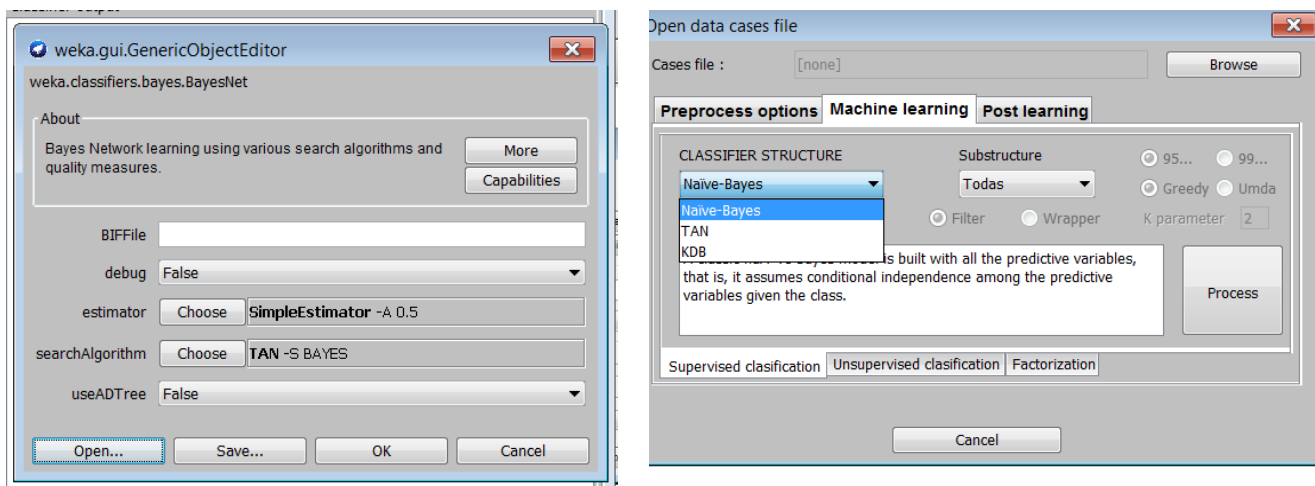 weka.gui.GenericObjectEditor
weka.classifiers.bayes.BayesNet
About
Bayes Network learning using various search algorithms and
quality measures.
More
Capabilities
BIFFile
debug False
estimator Choose SimpleEstimator -A 0.5
searchAlgorithm Choose TAN -S BAYES
useADTree False
Open... Save... OK Cancel
Open data cases file
Cases file : [none] Browse
Preprocess options Machine learning Post learning
CLASSIFIER STRUCTURE Substructure 95... 99...
Naïve-Bayes Todas Greedy Umda
Naïve-Bayes
TAN Filter Wrapper K parameter 2
KDB
is built with all the predictive variables,
that is, it assumes conditional independence among the predictive
variables given the class.
Process
Supervised clasification Unsupervised clasification Factorization
Cancel